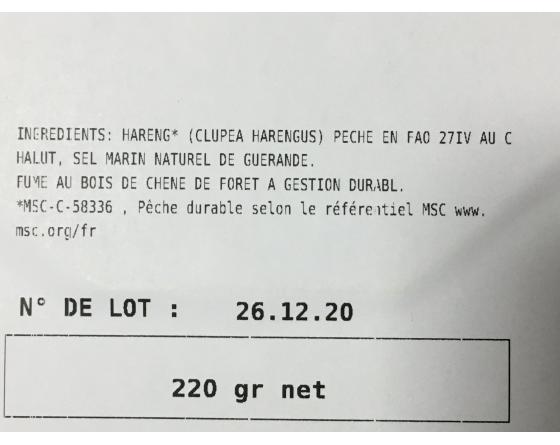 INGREDIENTS: HARENG* (CLUPEA HARENGUS) PECHE EN FAO 27IV AU C
HALUT, SEL MARIN NATUREL DE GUERANDE.
FUME AU BOIS DE CHENE DE FORET A GESTION DURABL.
*MSC-C-58336 , Pêche durable selon le référentiel MSC www.
msc.org/fr
N° DE LOT : 26.12.20
220 gr net